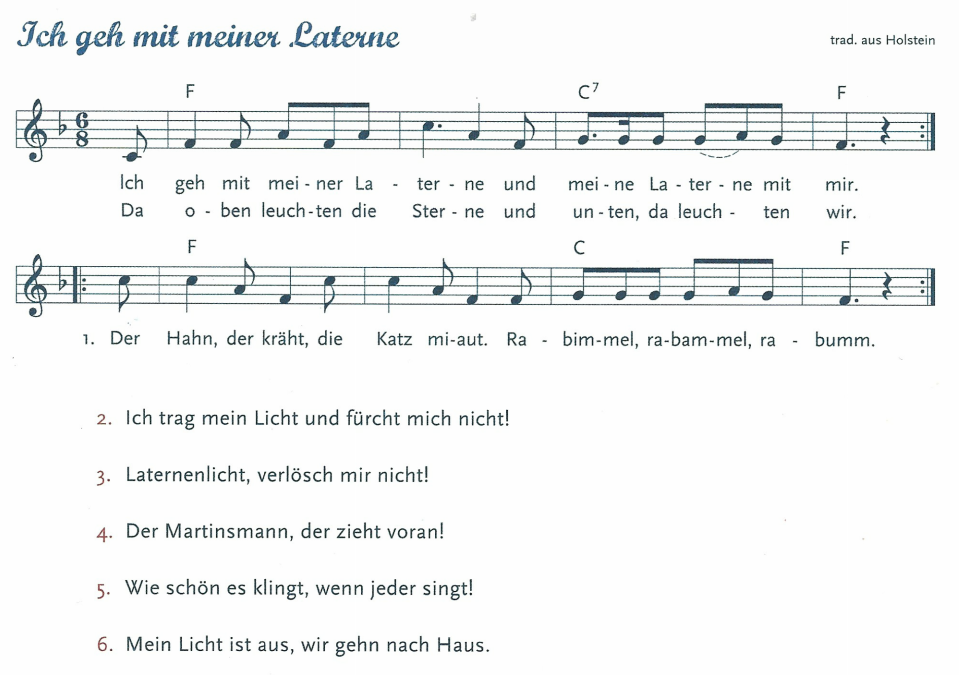 Ich geh mit meiner Laterne
trad. aus Holstein
F C7 F
6
8
Ich geh mit mei - ner La - ter - ne und mei - ne La - ter - ne mit mir.
Da o - ben leuch - ten die Ster - ne und un - ten, da leuch - ten wir.
F C F
1. Der Hahn, der kräht, die Katz mi-aut. Ra - bim-mel, ra-bam-mel, ra - bumm.
2. Ich trag mein Licht und fürcht mich nicht!
3. Laternenlicht, verlösch mir nicht!
4. Der Martinsmann, der zieht voran!
5. Wie schön es klingt, wenn jeder singt!
6. Mein Licht ist aus, wir gehn nach Haus.